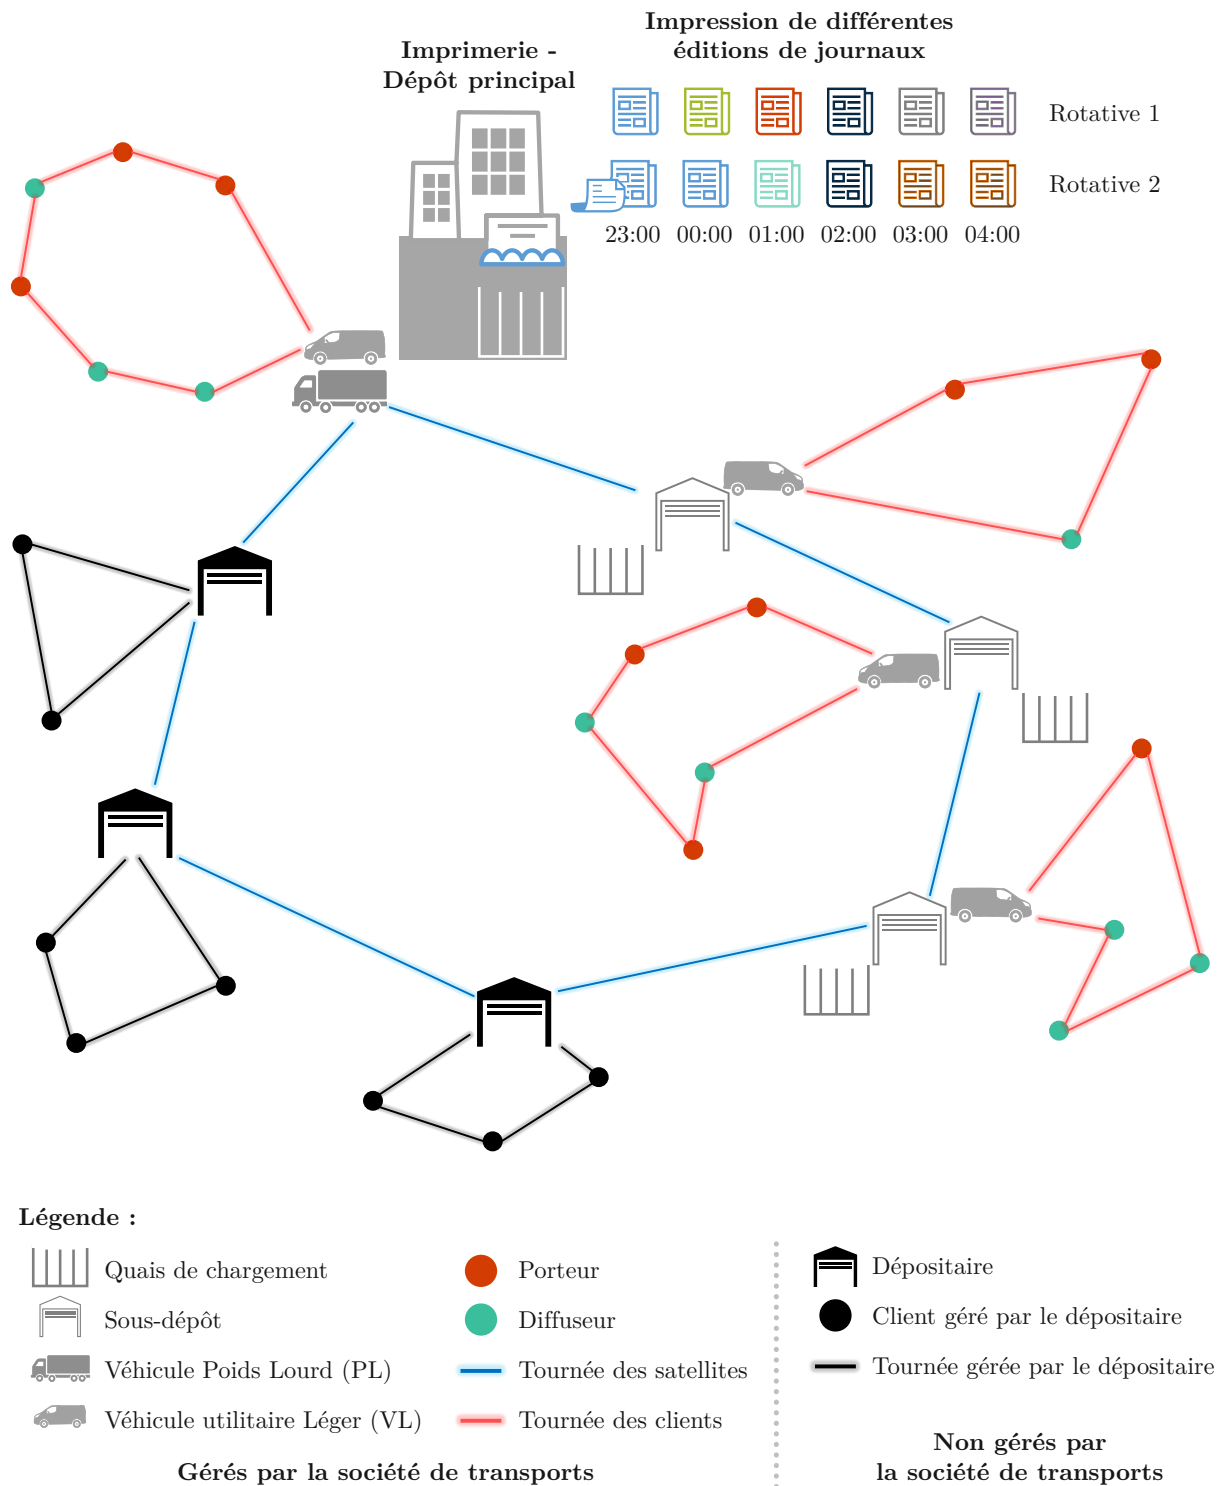 Impression de différentes
éditions de journaux
Imprimerie -
Dépôt principal
Rotative 1
Rotative 2
23:00 00:00 01:00 02:00 03:00 04:00
Légende :
Quais de chargement
Sous-dépôt
Véhicule Poids Lourd (PL)
Véhicule utilitaire Léger (VL)
Porteur
Diffuseur
Tournée des satellites
Tournée des clients
Gérés par la société de transports
Dépositaire
Client géré par le dépositaire
Tournée gérée par le dépositaire
Non gérés par
la société de transports